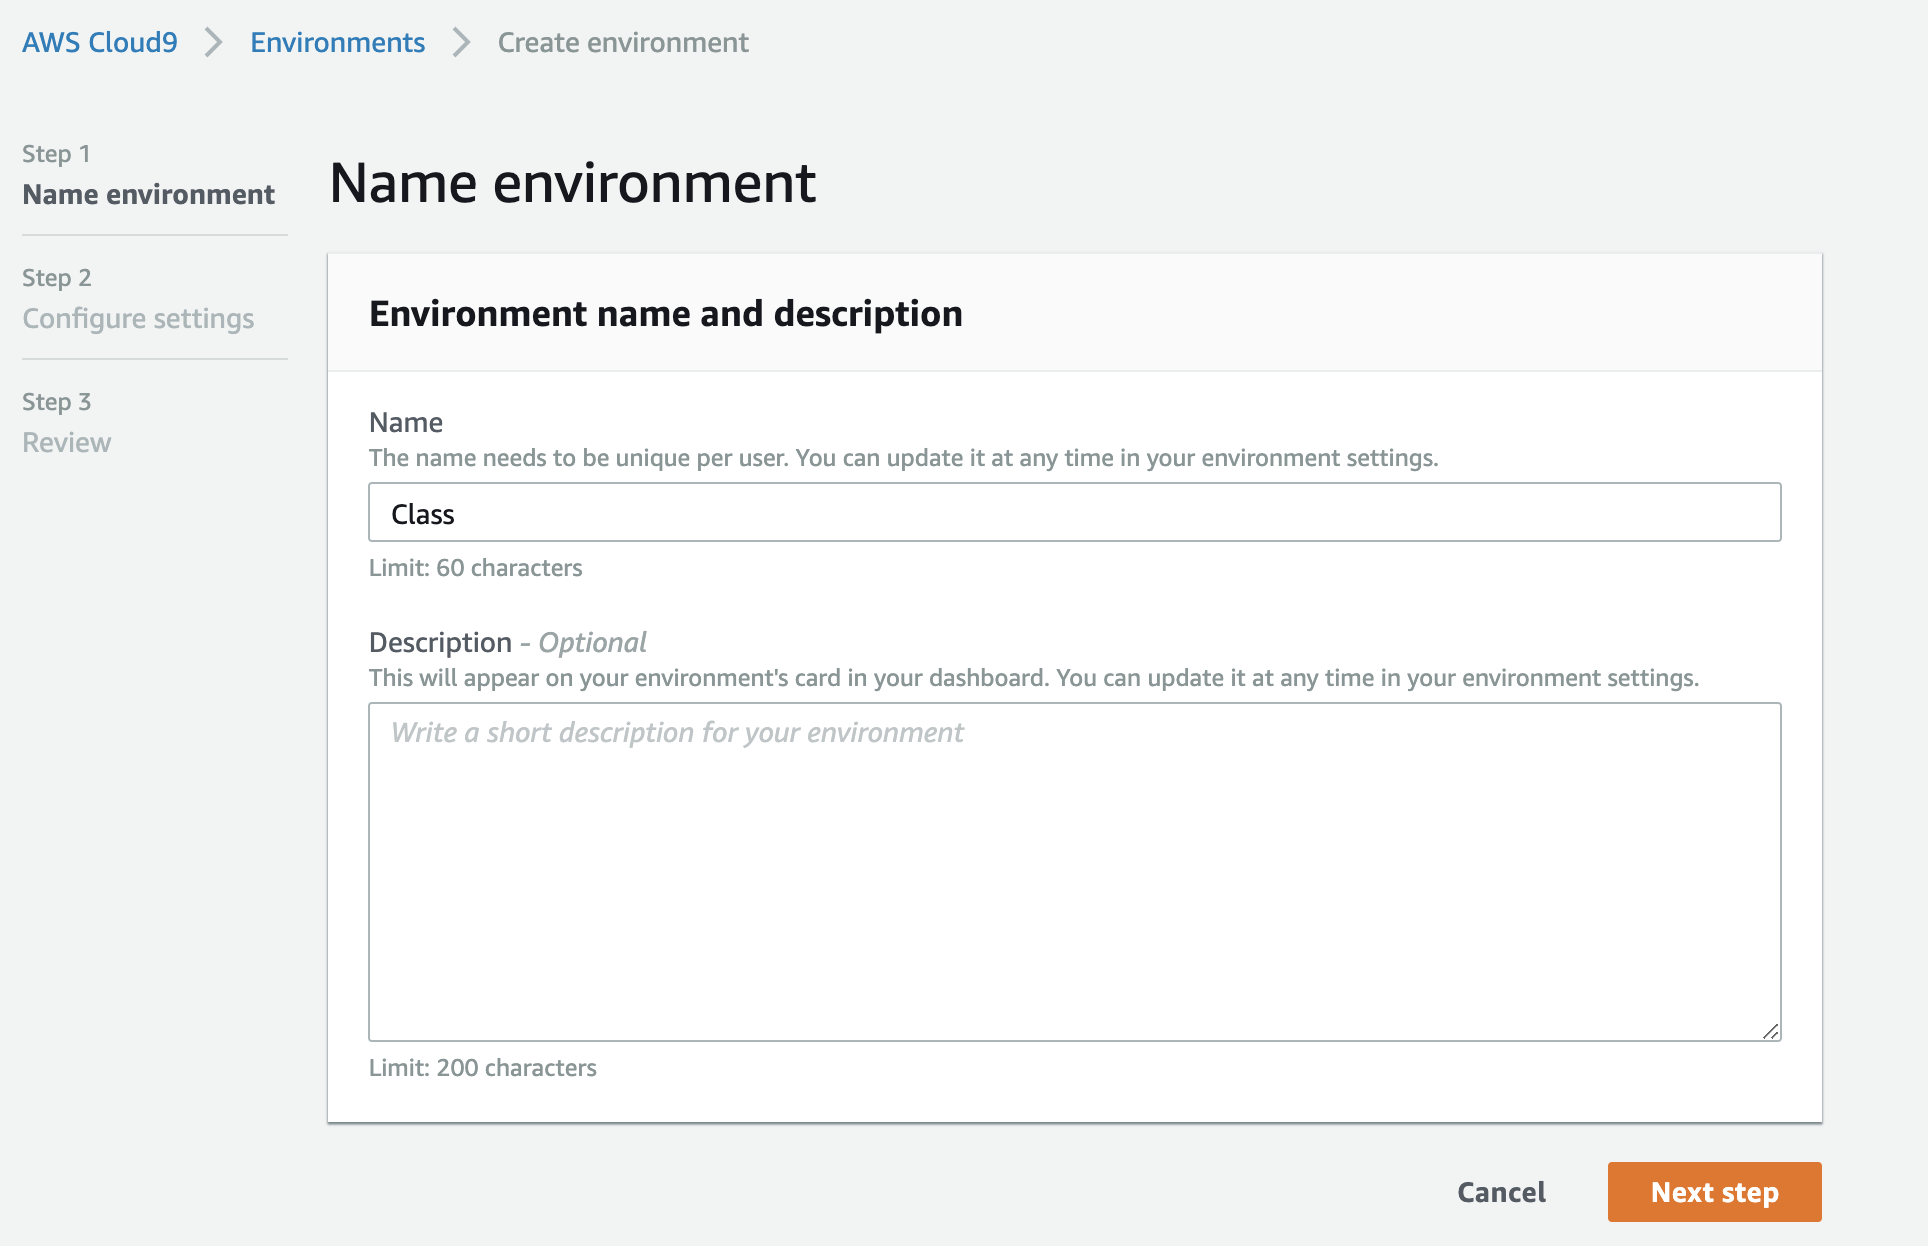 AWS Cloud9 > Environments > Create environment
Step 1
Name environment
Step 2
Configure settings
Step 3
Review
Name environment
Environment name and description
Name
The name needs to be unique per user. You can update it at any time in your environment settings.
Class
Limit: 60 characters
Description - Optional
This will appear on your environment's card in your dashboard. You can update it at any time in your environment settings.
Write a short description for your environment
Limit: 200 characters
Cancel
Next step